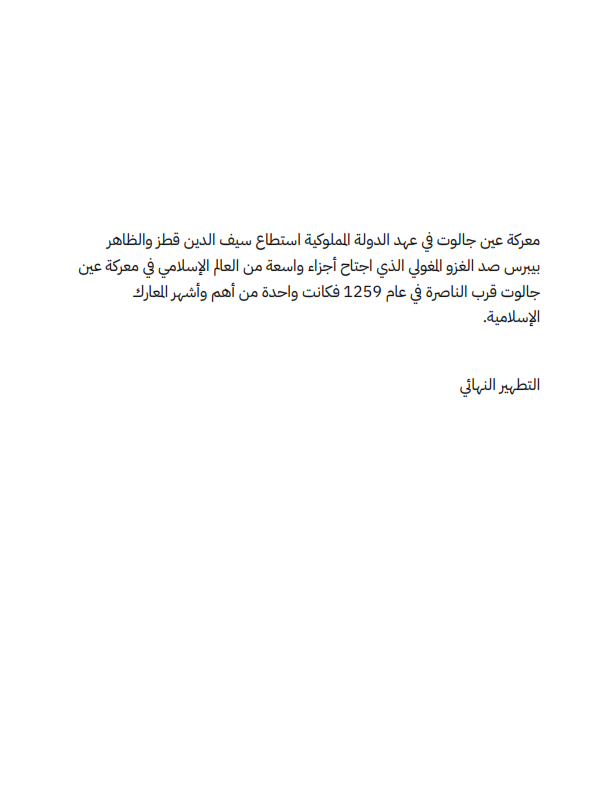 معركة عين جالوت في عهد الدولة المملوكية استطاع سيف الدين قطز والظاهر
بيبرس صد الغزو المغولي الذي اجتاح أجزاء واسعة من العالم الإسلامي في معركة عين
جالوت قرب الناصرة في عام 1259 فكانت واحدة من أهم وأشهر المعارك
الإسلامية.
التطهير النهائي